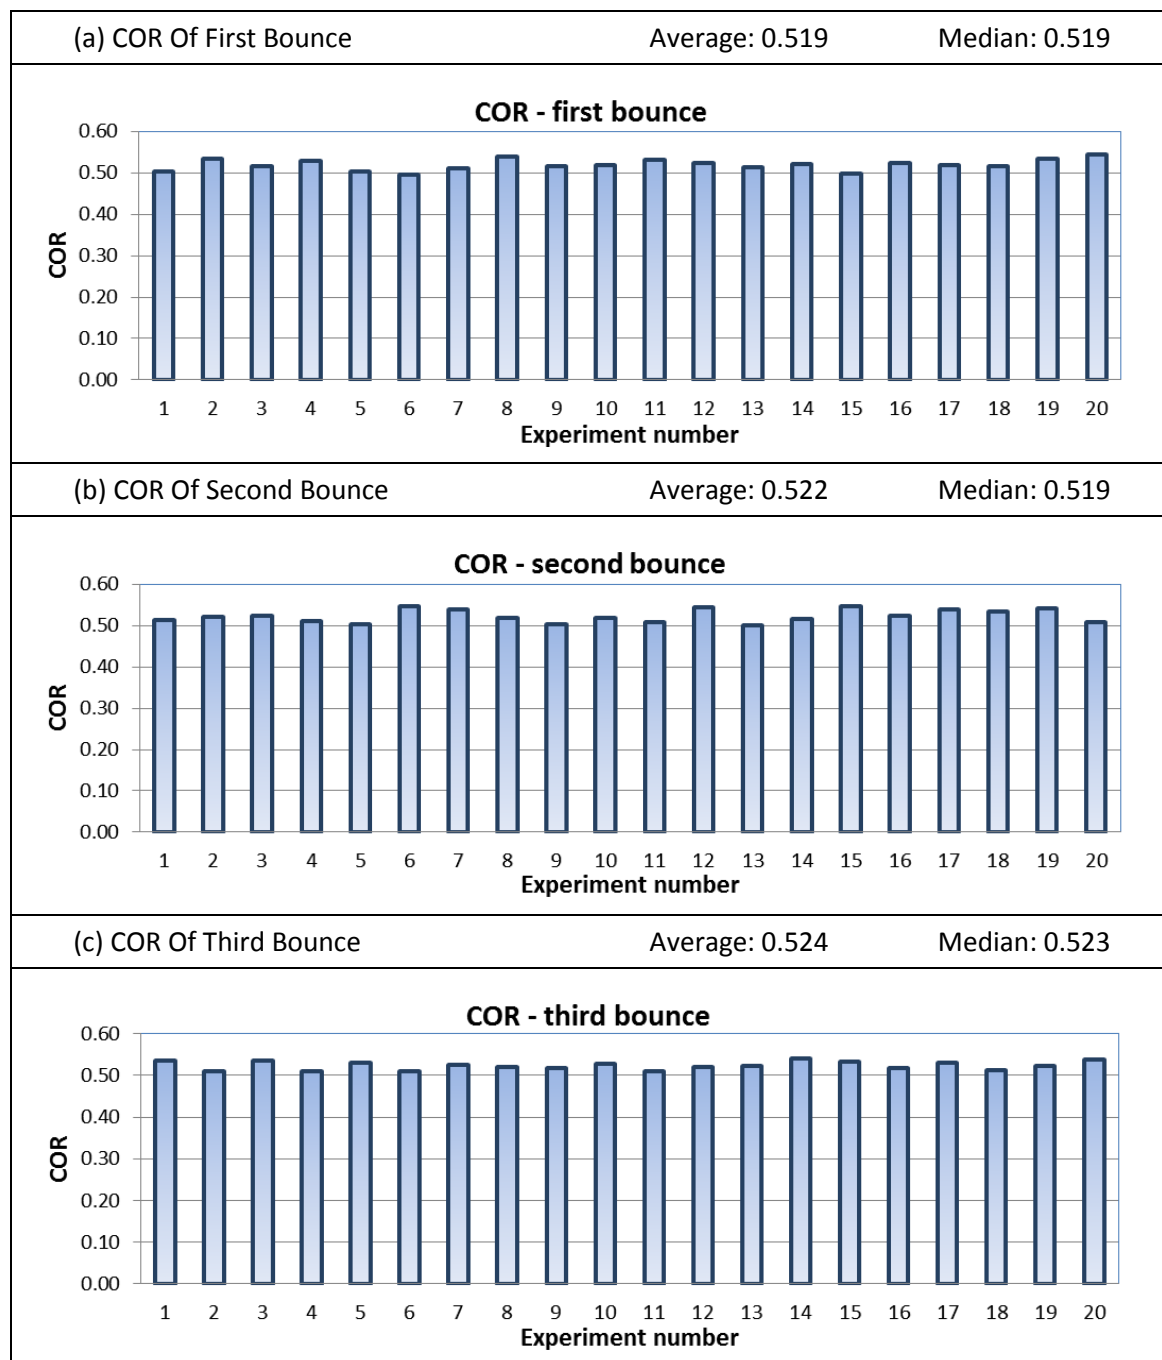 (a) COR Of First Bounce Average: 0.519 Median: 0.519
COR - first bounce
0.60
0.50
0.40
0.30
0.20
0.10
0.00
COR
1 2 3 4 5 6 7 8 9 10 11 12 13 14 15 16 17 18 19 20
Experiment number
(b) COR Of Second Bounce Average: 0.522 Median: 0.519
COR - second bounce
0.60
0.50
0.40
0.30
0.20
0.10
0.00
COR
1 2 3 4 5 6 7 8 9 10 11 12 13 14 15 16 17 18 19 20
Experiment number
(c) COR Of Third Bounce Average: 0.524 Median: 0.523
COR - third bounce
0.60
0.50
0.40
0.30
0.20
0.10
0.00
COR
1 2 3 4 5 6 7 8 9 10 11 12 13 14 15 16 17 18 19 20
Experiment number